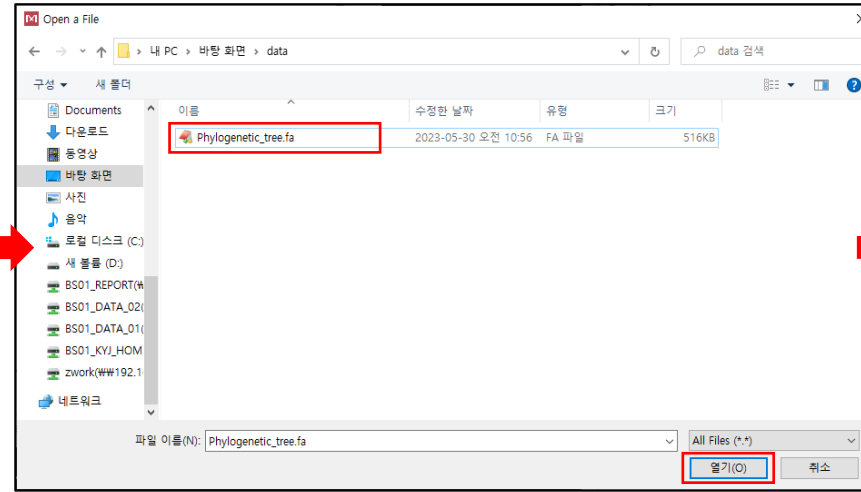 Open a File
내 PC > 바탕 화면 > data
data 검색
구성
새 폴더
이름
수정한 날짜
유형
크기
Phylogenetic_tree.fa
2023-05-30 오전 10:56
FA 파일
516KB
Documents
다운로드
동영상
바탕 화면
사진
음악
로컬 디스크 (C:)
새 볼륨 (D:)
BS01_REPORT(₩
BS01_DATA_02(
BS01_DATA_01(
BS01_KYJ_HOM
zwork(₩₩192.1
네트워크
파일 이름(N):
Phylogenetic_tree.fa
All Files (*.*)
열기(O)
취소